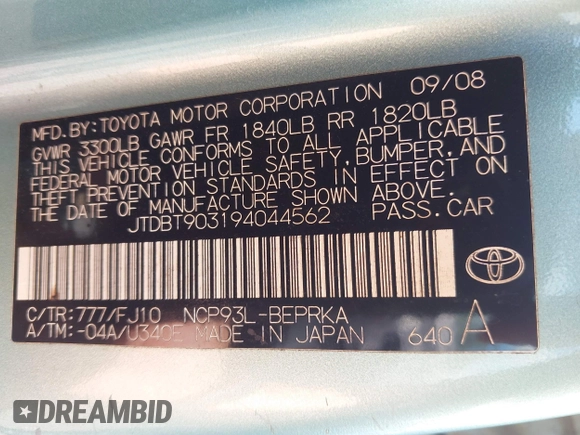 MFD.BY:TOYOTA MOTOR CORPORATION 09/08
GVWR 3300LB GAWR FR 1840LB RR 1820LB
THIS VEHICLE CONFORMS TO ALL APPLICABLE
FEDERAL MOTOR VEHICLE SAFETY,BUMPER,AND
THEFT PREVENTION STANDARDS IN EFFECT ON
THE DATE OF MANUFACTURE SHOWN ABOVE.
JTDBT903194044562 PASS.CAR
C/TR:777/FJ10 NCP93L-BEPRKA
A/TM:-04A/U340E MADE IN JAPAN 640 A
DREAMBID